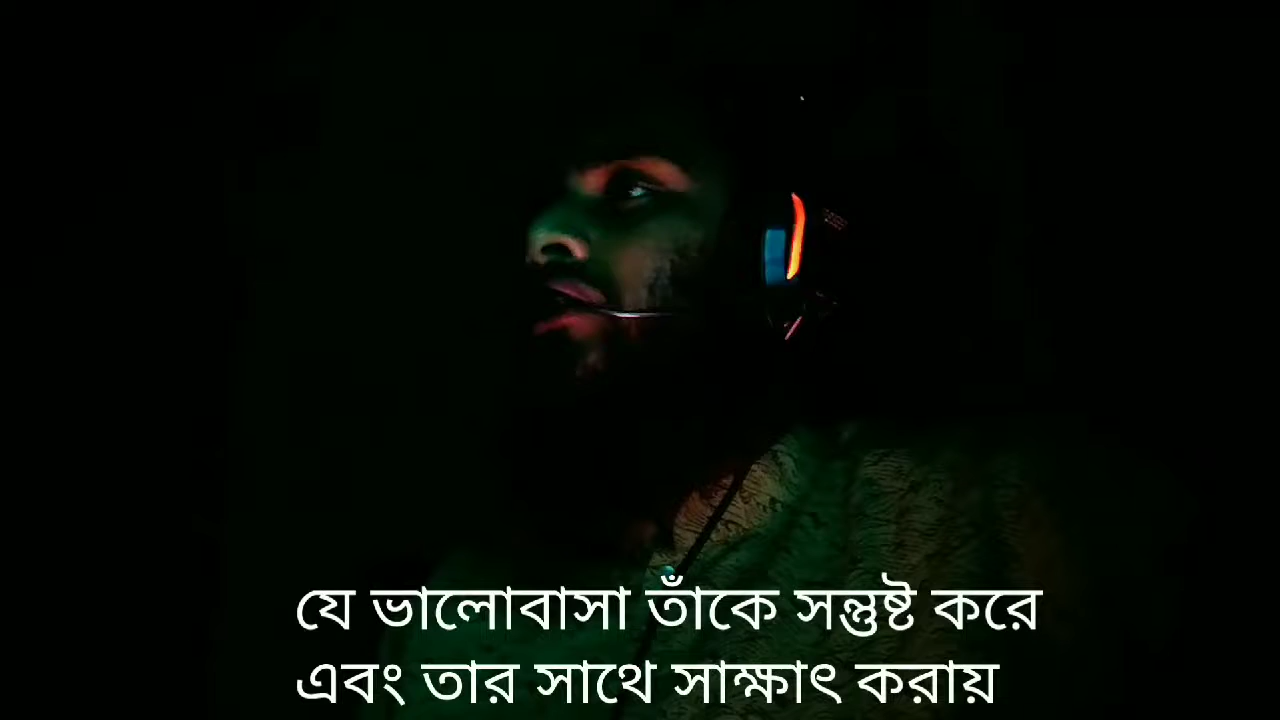 যে ভালোবাসা তাঁকে সন্তুষ্ট করে
এবং তার সাথে সাক্ষাৎ করায়